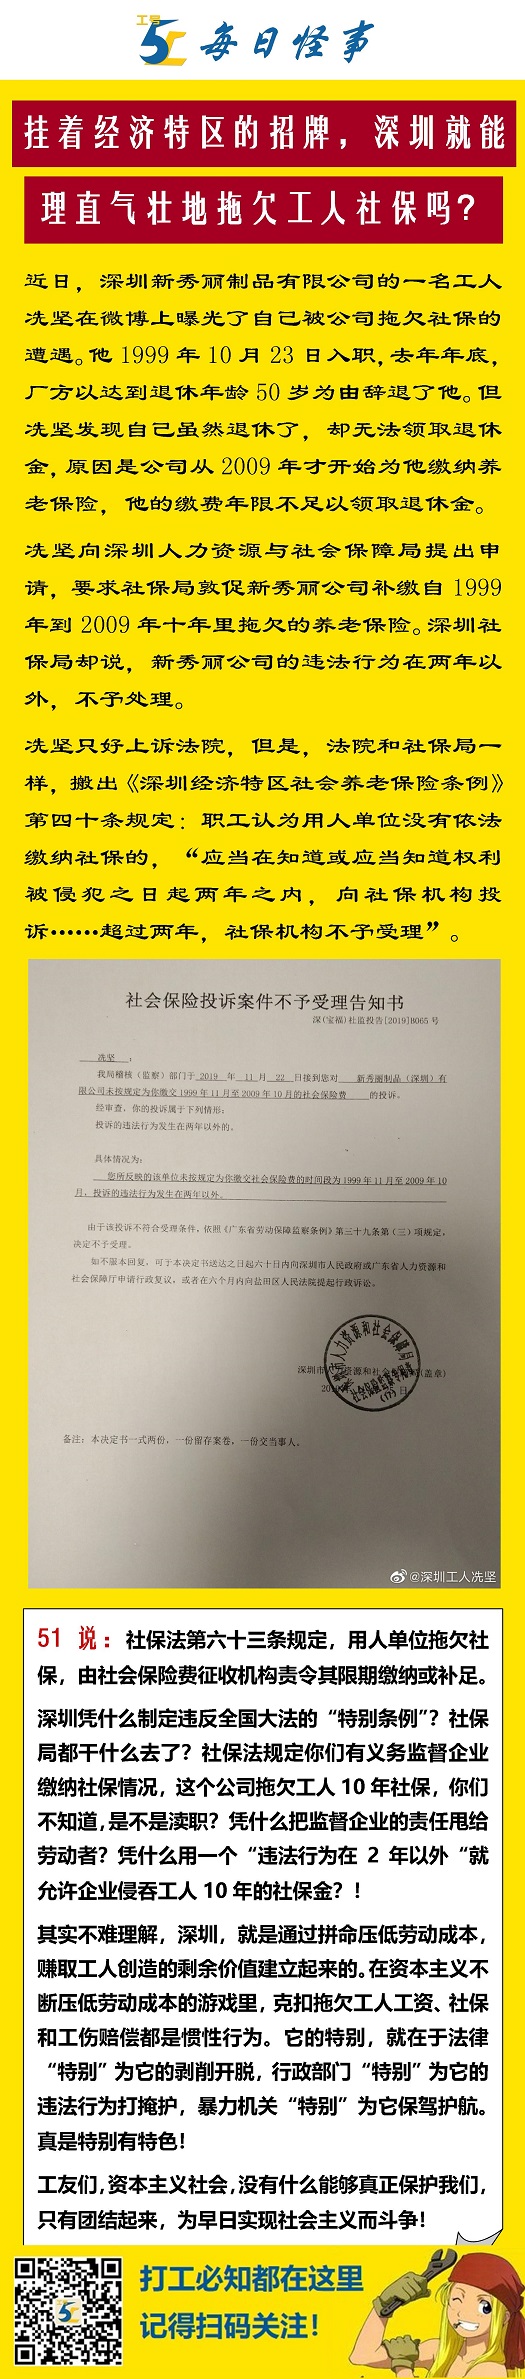 工号
51
每日怪事
挂着经济特区的招牌，深圳就能
理直气壮地拖欠工人社保吗？
近日，深圳新秀丽制品有限公司的一名工人
冼坚在微博上曝光了自己被公司拖欠社保的
遭遇。他 1999 年 10 月 23 日入职，去年年底，
厂方以达到退休年龄 50 岁为由辞退了他。但
冼坚发现自己虽然退休了，却无法领取退休
金，原因是公司从 2009 年才开始为他缴纳养
老保险，他的缴费年限不足以领取退休金。
冼坚向深圳人力资源与社会保障局提出申
请，要求社保局敦促新秀丽公司补缴自 1999
年到 2009 年十年里拖欠的养老保险。深圳社
保局却说，新秀丽公司的违法行为在两年以
外，不予处理。
冼坚只好上诉法院，但是，法院和社保局一
样，搬出《深圳经济特区社会养老保险条例》
第四十条规定：职工认为用人单位没有依法
缴纳社保的，“应当在知道或应当知道权利
被侵犯之日起两年之内，向社保机构投
诉……超过两年，社保机构不予受理”。
社会保险投诉案件不予受理告知书
深(宝福)社监投告[2019]8065 号
冼坚 ：
我局稽核（监察）部门于 2019 年 11 月 22 日接到您对 新秀丽制品（深圳）有
限公司未按规定为你缴交 1999 年 11 月至 2009 年 10 月的社会保险费 的投诉。
经审查，你的投诉属于下列情形：
投诉的违法行为发生在两年以外的。
具体情况为：
您所反映的该单位未按规定为你缴交社会保险费的时间段为 1999 年 11 月至 2009 年 10
月，投诉的违法行为发生在两年以外。
由于该投诉不符合受理条件，依照《广东省劳动保障监察条例》第三十九条第（三）项规定，
决定不予受理。
如不服本回复，可于本决定书送达之日起六十日内向深圳市人民政府或广东省人力资源和
社会保障厅申请行政复议，或者在六个月内向盐田区人民法院提起行政诉讼。
深圳市人力资源和社会保障局(盖章)
备注：本决定书一式两份，一份留存案卷，一份交当事人。
@深圳工人冼坚
51 说：社保法第六十三条规定，用人单位拖欠社
保，由社会保险费征收机构责令其限期缴纳或补足。
深圳凭什么制定违反全国大法的“特别条例”？社保
局都干什么去了？社保法规定你们有义务监督企业
缴纳社保情况，这个公司拖欠工人 10 年社保，你们
不知道，是不是渎职？凭什么把监督企业的责任甩给
劳动者？凭什么用一个“违法行为在 2 年以外“就
允许企业侵吞工人 10 年的社保金？！
其实不难理解，深圳，就是通过拼命压低劳动成本，
赚取工人创造的剩余价值建立起来的。在资本主义不
断压低劳动成本的游戏里，克扣拖欠工人工资、社保
和工伤赔偿都是惯性行为。它的特别，就在于法律
“特别”为它的剥削开脱，行政部门“特别”为它的
违法行为打掩护，暴力机关“特别”为它保驾护航。
真是特别有特色！
工友们，资本主义社会，没有什么能够真正保护我们，
只有团结起来，为早日实现社会主义而斗争！
打工必知都在这里
记得扫码关注！